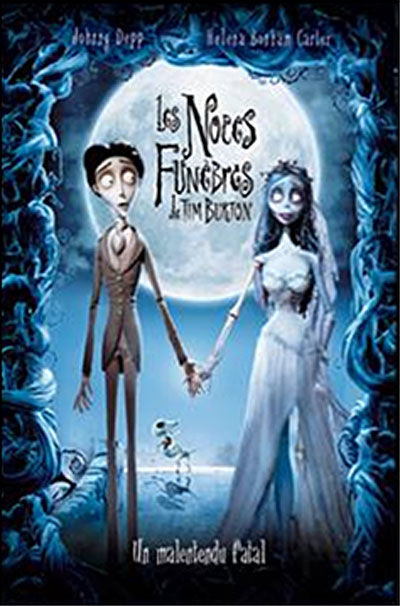 Johnny Depp Helena Bonham Carter
Les Noces
Funèbres
de Tim Burton
Un malentendu fatal